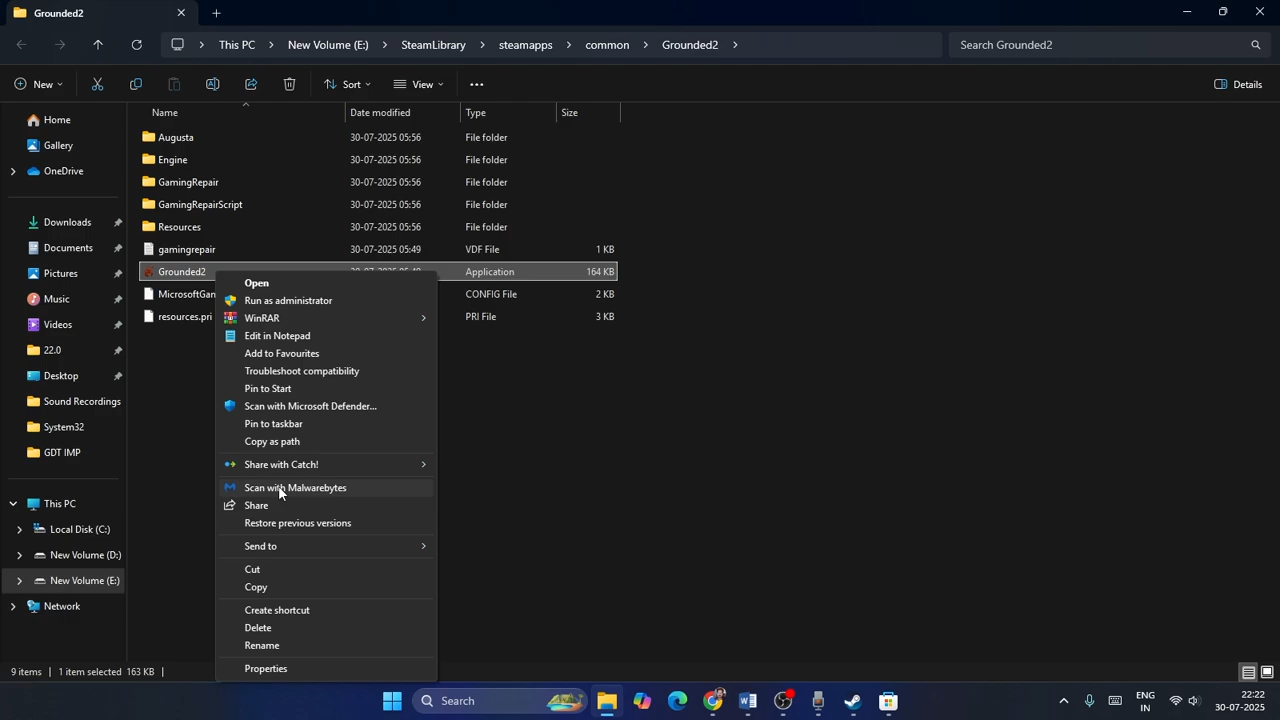 Grounded2
This PC > New Volume (E:) > SteamLibrary > steamapps > common > Grounded2 >
Search Grounded2
New
Sort
View
Details
Home
Gallery
OneDrive
Downloads
Documents
Pictures
Music
Videos
22.0
Desktop
Sound Recordings
System32
GDT IMP
This PC
Local Disk (C:)
New Volume (D:)
New Volume (E:)
Network
Name Date modified Type Size
Augusta 30-07-2025 05:56 File folder
Engine 30-07-2025 05:56 File folder
GamingRepair 30-07-2025 05:56 File folder
GamingRepairScript 30-07-2025 05:56 File folder
Resources 30-07-2025 05:56 File folder
gamingrepair 30-07-2025 05:49 VDF File 1 KB
Grounded2 Application 164 KB
MicrosoftGam CONFIG File 2 KB
resources.pri PRI File 3 KB
Open
Run as administrator
WinRAR
Edit in Notepad
Add to Favourites
Troubleshoot compatibility
Pin to Start
Scan with Microsoft Defender...
Pin to taskbar
Copy as path
Share with Catch!
Scan with Malwarebytes
Share
Restore previous versions
Send to
Cut
Copy
Create shortcut
Delete
Rename
Properties
9 items 1 item selected 163 KB
Search
ENG
IN
22:22
30-07-2025